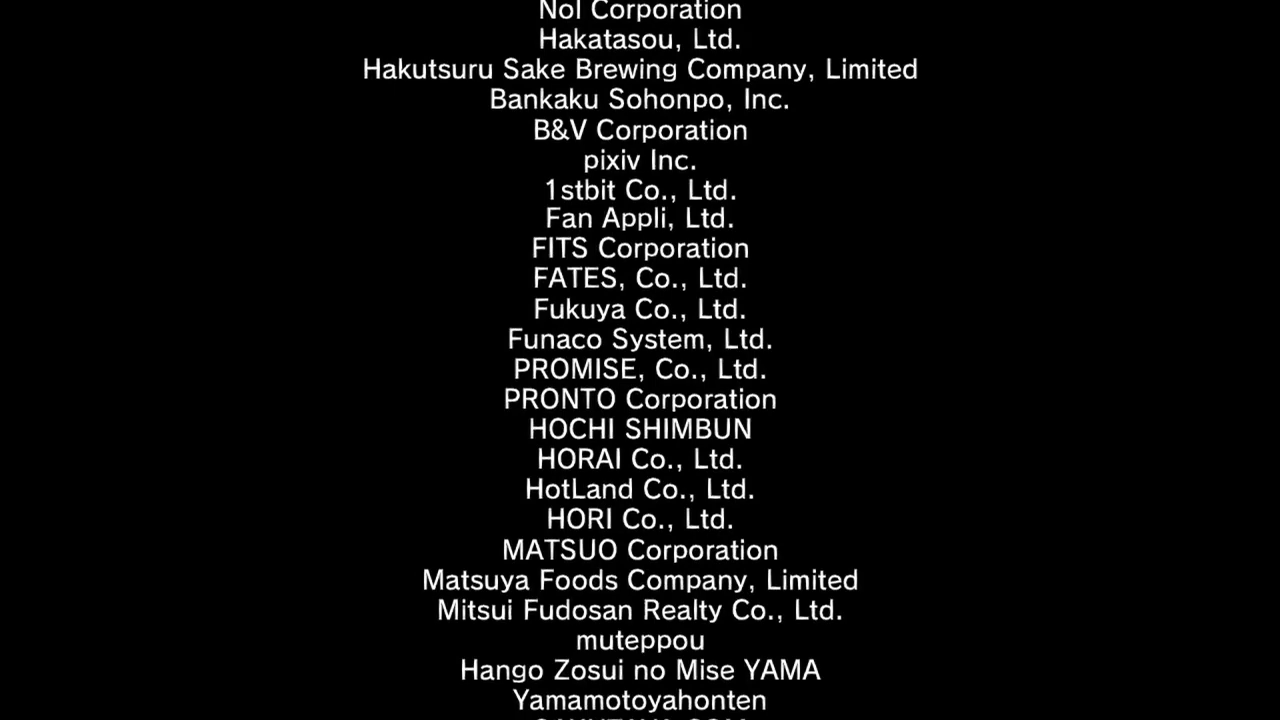 NoI Corporation
Hakatasou, Ltd.
Hakutsuru Sake Brewing Company, Limited
Bankaku Sohonpo, Inc.
B&V Corporation
pixiv Inc.
1stbit Co., Ltd.
Fan Appli, Ltd.
FITS Corporation
FATES, Co., Ltd.
Fukuya Co., Ltd.
Funaco System, Ltd.
PROMISE, Co., Ltd.
PRONTO Corporation
HOCHI SHIMBUN
HORAI Co., Ltd.
HotLand Co., Ltd.
HORI Co., Ltd.
MATSUO Corporation
Matsuya Foods Company, Limited
Mitsui Fudosan Realty Co., Ltd.
muteppou
Hango Zosui no Mise YAMA
Yamamotoyahonten